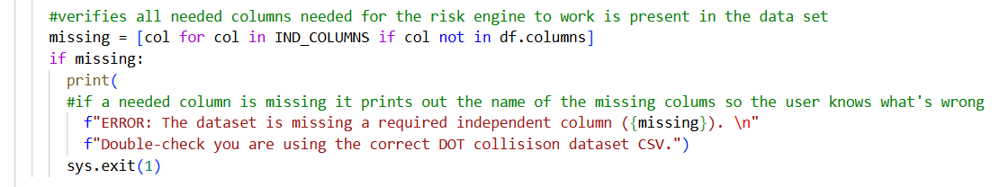 #verifies all needed columns needed for the risk engine to work is present in the data set
missing = [col for col in IND_COLUMNS if col not in df.columns]
if missing:
print(
#if a needed column is missing it prints out the name of the missing colums so the user knows what's wrong
f"ERROR: The dataset is missing a required independent column ({missing}). \n"
f"Double-check you are using the correct DOT collisison dataset CSV.")
sys.exit(1)